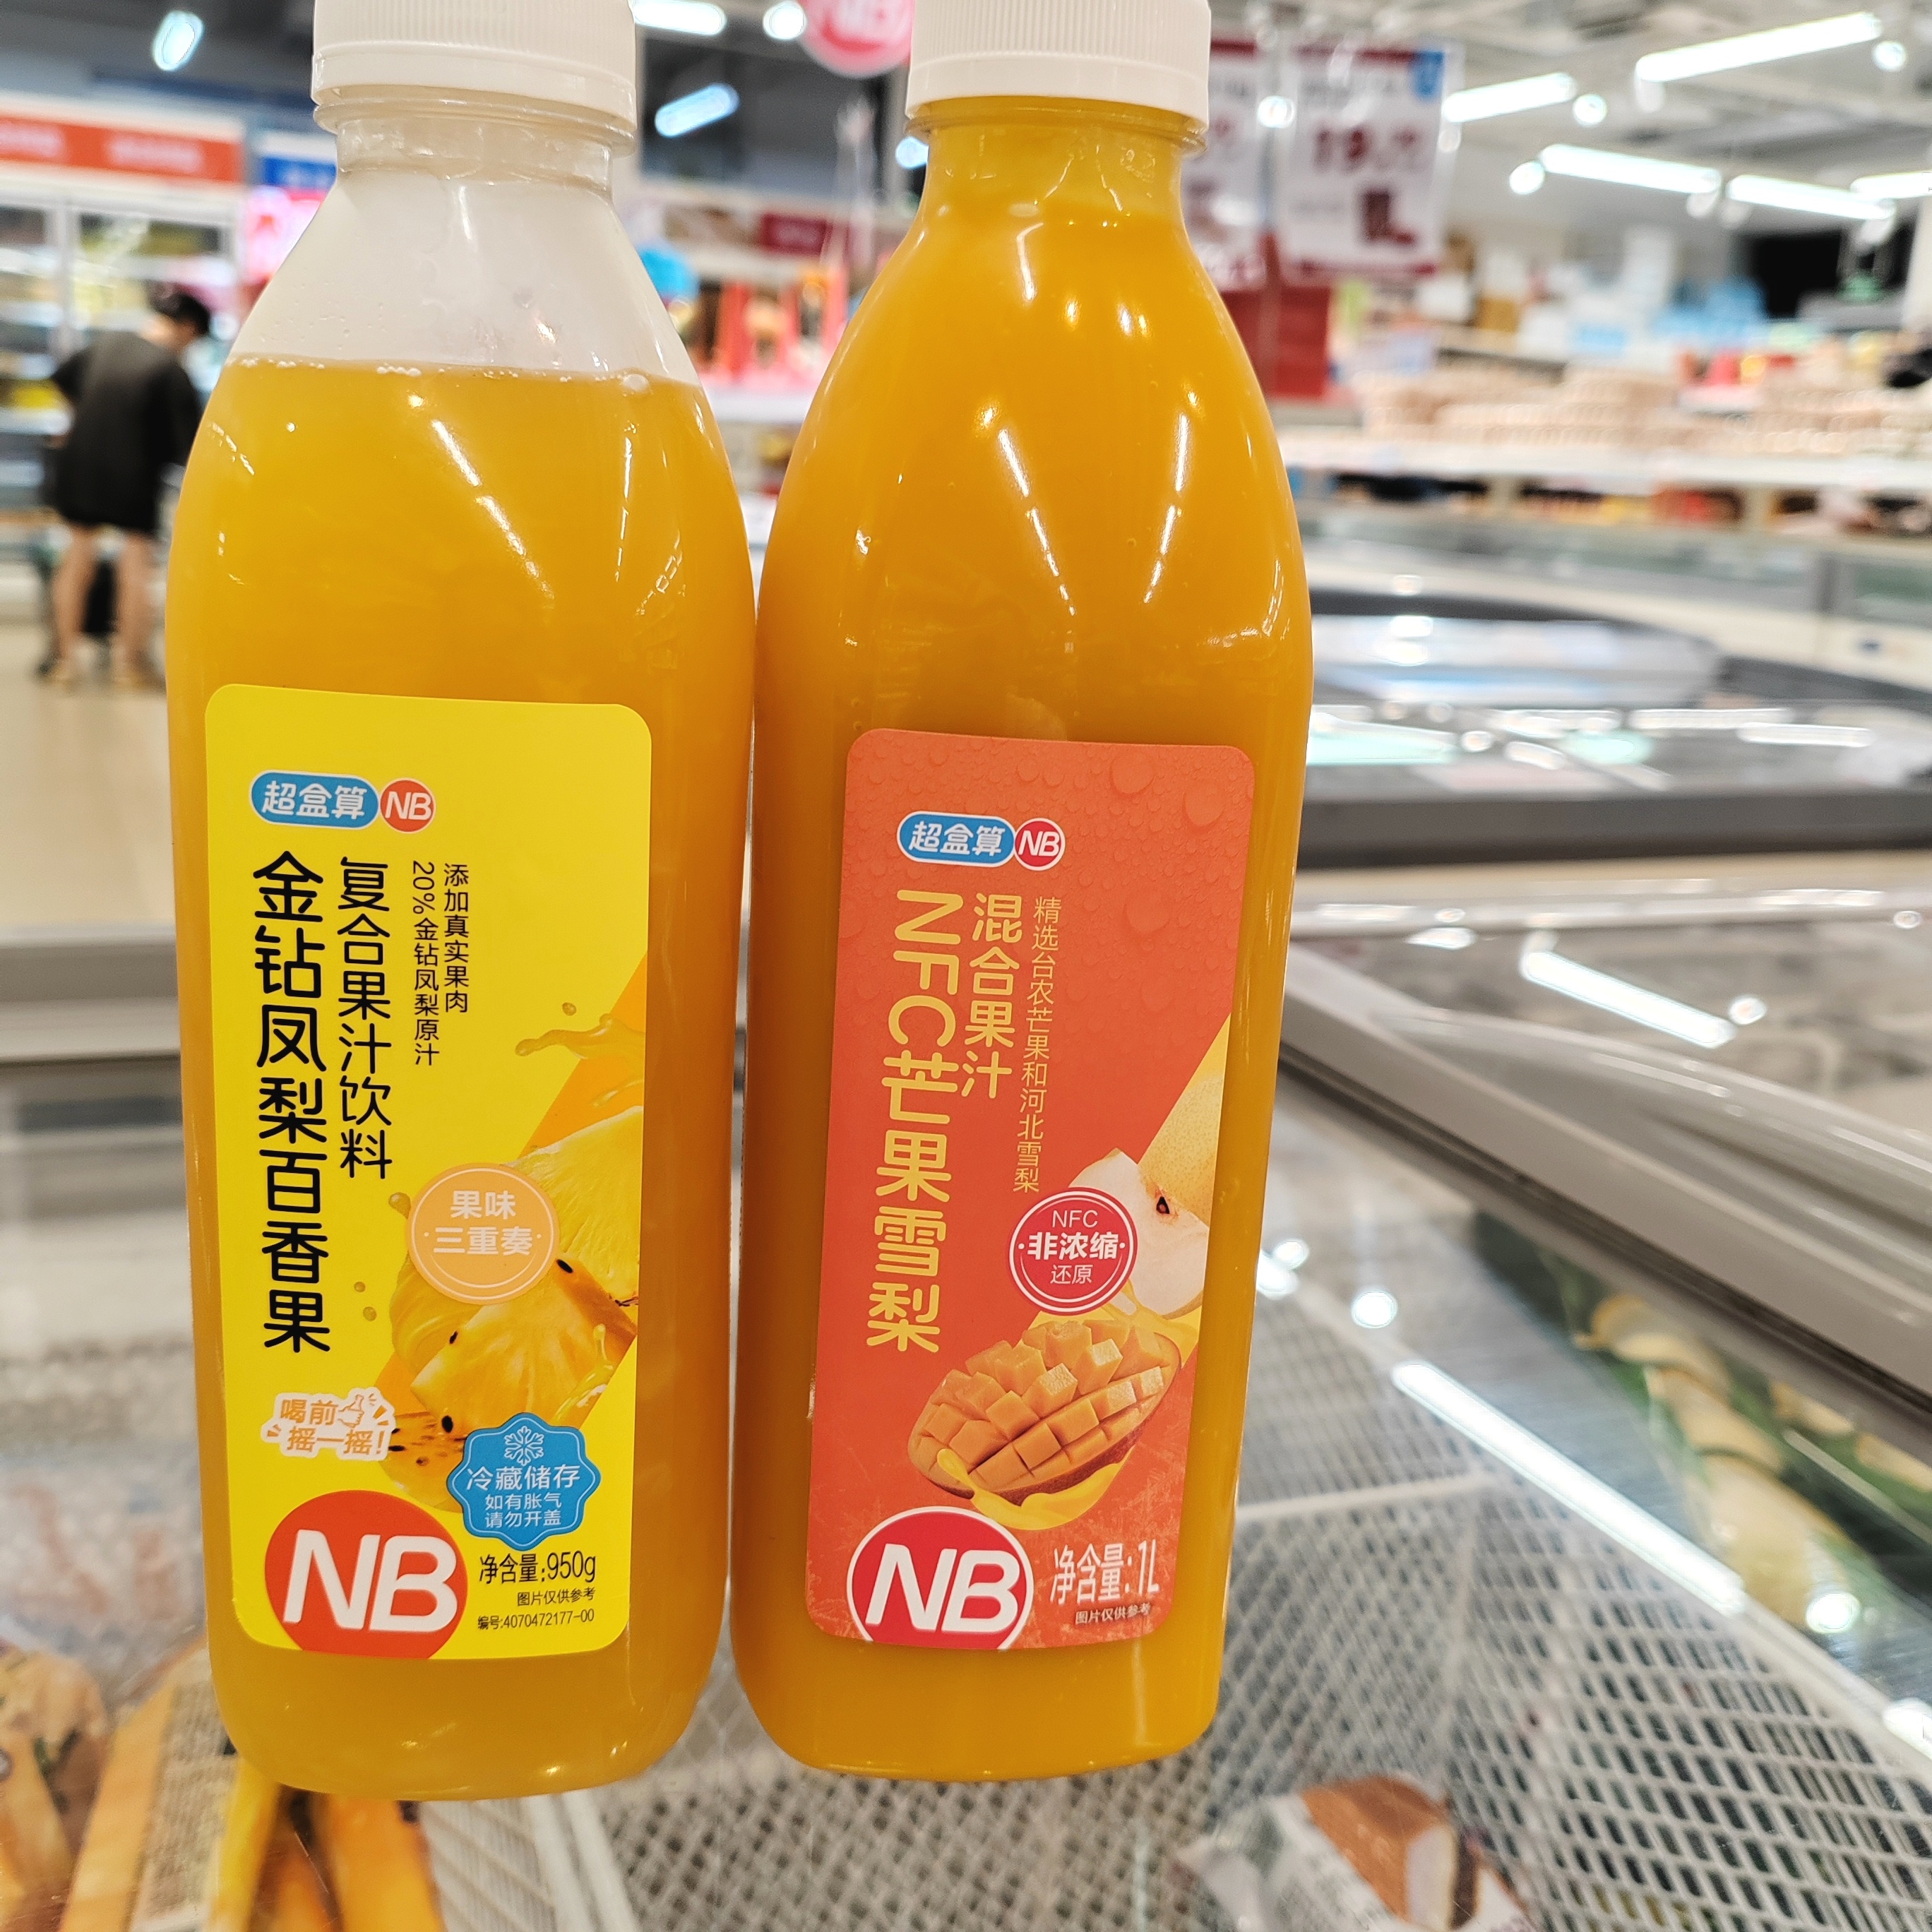 超盒算 NB
添加真实果肉
20%金钻凤梨原汁
复合果汁饮料
金钻凤梨百香果
果味
·三重奏·
喝前
摇一摇!
冷藏储存
如有胀气
请勿开盖
NB
净含量:950g
图片仅供参考
编号:4070472177-00
超盒算 NB
精选台农芒果和河北雪梨
混合果汁
NFC芒果雪梨
NFC
·非浓缩·
还原
NB
净含量:1L
图片仅供参考
NB